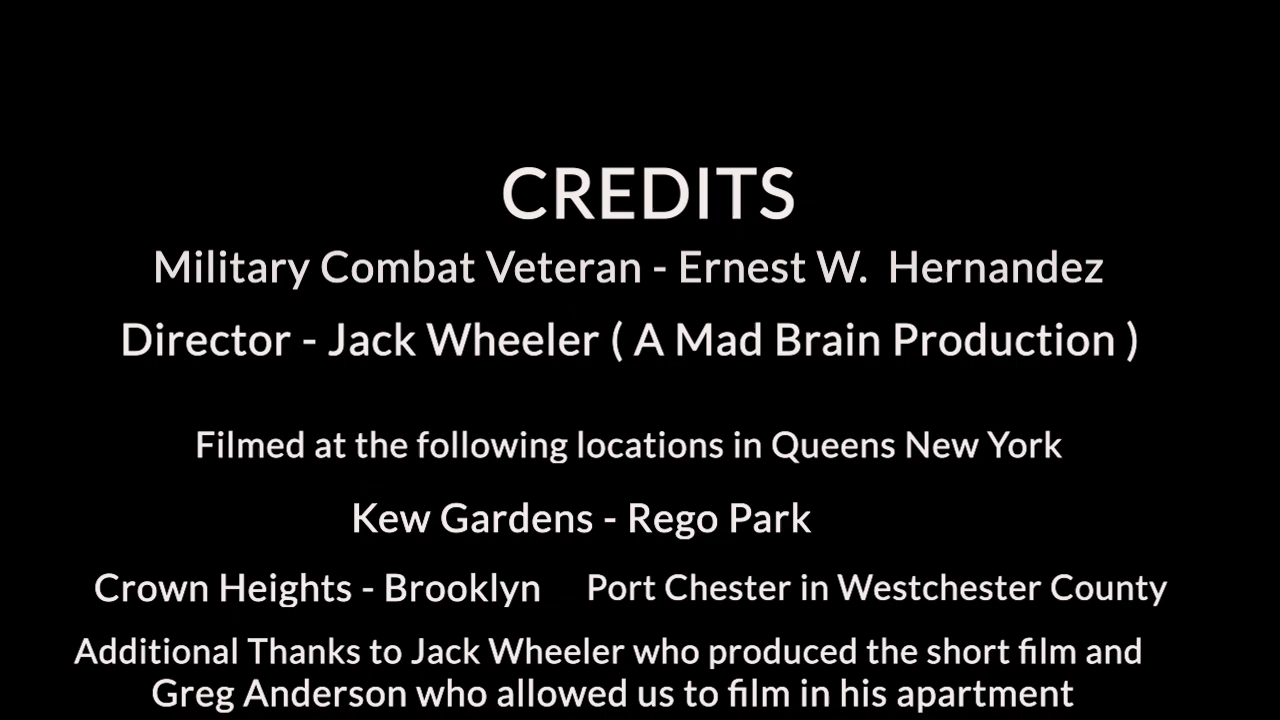 CREDITS
Military Combat Veteran - Ernest W. Hernandez
Director - Jack Wheeler ( A Mad Brain Production )
Filmed at the following locations in Queens New York
Kew Gardens - Rego Park
Crown Heights - Brooklyn Port Chester in Westchester County
Additional Thanks to Jack Wheeler who produced the short film and
Greg Anderson who allowed us to film in his apartment